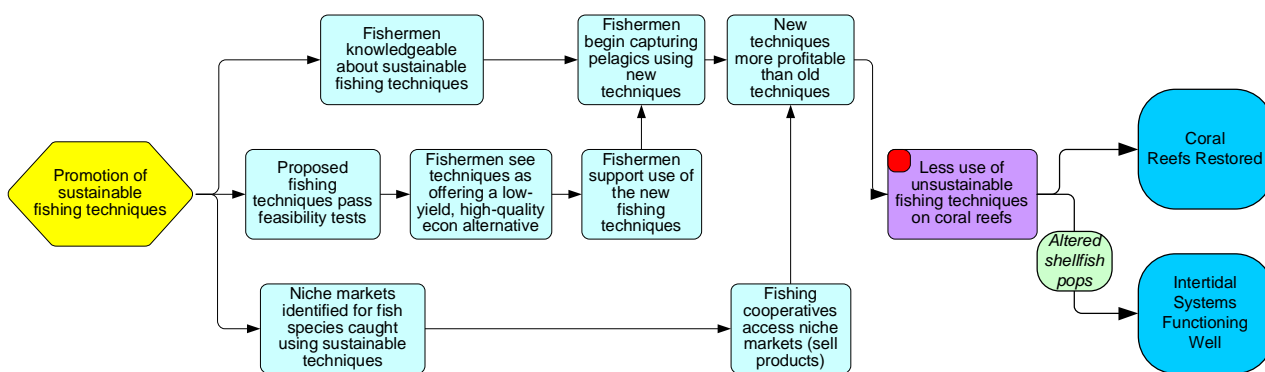 Fishermen
knowledgeable
about sustainable
fishing techniques
Fishermen
begin capturing
pelagics using
new
techniques
New
techniques
more profitable
than old
techniques
Promotion of
sustainable
fishing techniques
Proposed
fishing
techniques pass
feasibility tests
Fishermen see
techniques as
offering a low-
yield, high-quality
econ alternative
Fishermen
support use of
the new
fishing
techniques
Less use of
unsustainable
fishing techniques
on coral reefs
Coral
Reefs Restored
Altered
shellfish
pops
Niche markets
identified for fish
species caught
using sustainable
techniques
Fishing
cooperatives
access niche
markets (sell
products)
Intertidal
Systems
Functioning
Well